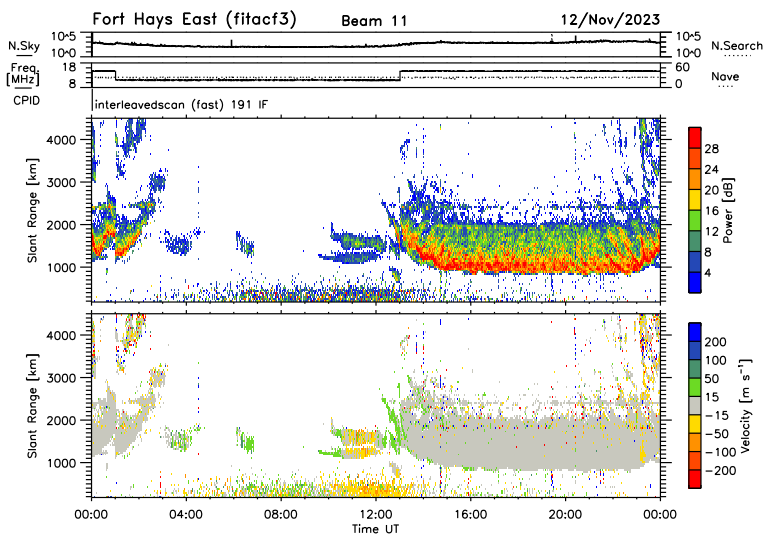 Fort Hays East (fitacf3) Beam 11 12/Nov/2023
N.Sky 10^5 10^0 10^5 10^0 N.Search
Freq. [MHz] 18 8 60 0 Nave
CPID interleavedscan (fast) 191 IF
Slant Range [km]
4000
3000
2000
1000
Power [dB]
28
24
20
16
12
8
4
Slant Range [km]
4000
3000
2000
1000
Velocity [m s⁻¹]
200
100
50
15
−15
−50
−100
−200
00:00 04:00 08:00 12:00 16:00 20:00 00:00
Time UT